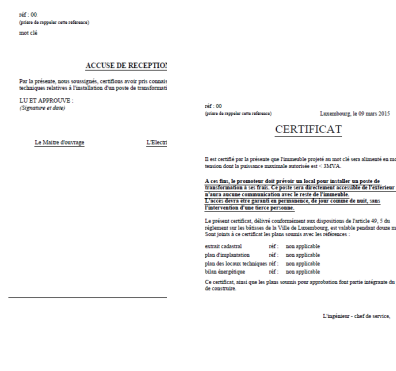 réf : 00
(prière de rappeler cette référence)
mot clé
ACCUSE DE RECEPTION
Par la présente, nous soussignés, certifions avoir pris connais
techniques relatives à l'installation d'un poste de transformati
LU ET APPROUVE :
(Signature et date)
Le Maître d'ouvrage
L'Electri
réf : 00
(prière de rappeler cette référence)
Luxembourg, le 09 mars 2015
CERTIFICAT
Il est certifié par la présente que l'immeuble projeté au mot clé sera alimenté en mo
tension dont la puissance maximale autorisée est < 3MVA.
A ces fins, le promoteur doit prévoir un local pour installer un poste de
transformation à ses frais. Ce poste sera directement accessible de l'extérieur
n'aura aucune communication avec le reste de l'immeuble.
L'accès devra être garanti en permanence, de jour comme de nuit, sans
l'intervention d'une tierce personne.
Le présent certificat, délivré conformément aux dispositions de l'article 49, 5 du
règlement sur les bâtisses de la Ville de Luxembourg, est valable pendant douze m
Sont joints à ce certificat les plans soumis avec les références :
extrait cadastral réf : non applicable
plan d'implantation réf : non applicable
plan des locaux techniques réf : non applicable
bilan énergétique réf : non applicable
Ce certificat, ainsi que les plans soumis pour approbation font partie intégrante du
de construire.
L'ingénieur - chef de service,